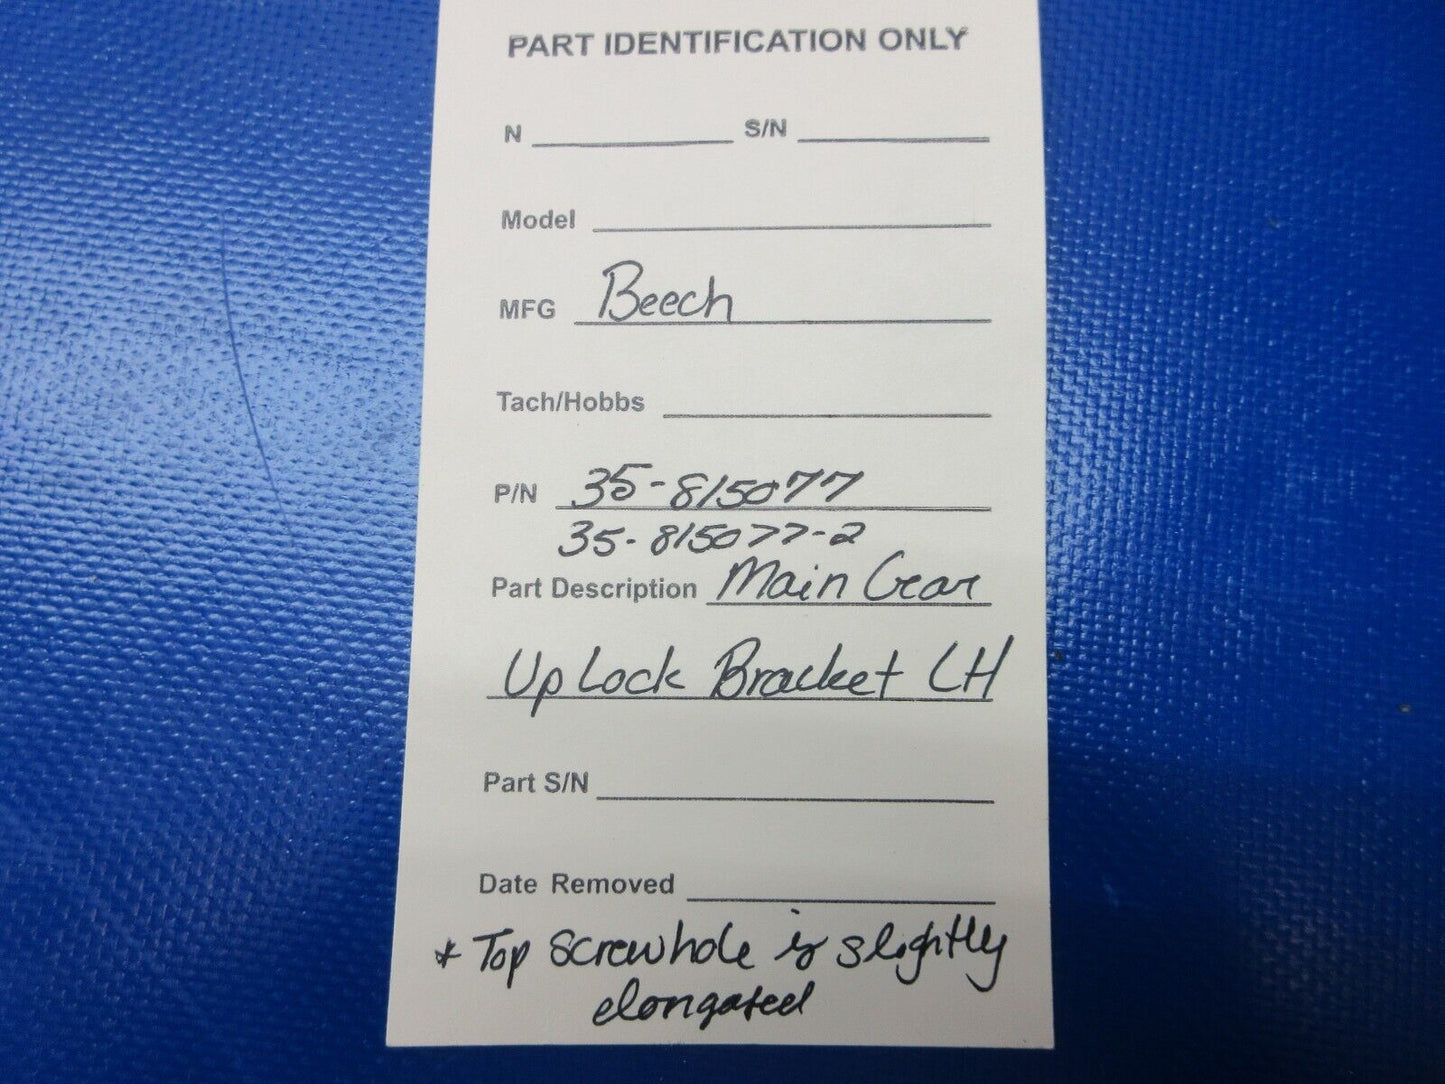 PART IDENTIFICATION ONLY
N S/N
Model
MFG Beech
Tach/Hobbs
P/N 35-815077
35-815077-2
Part Description Main Gear
Up Lock Bracket LH
Part S/N
Date Removed
* Top Screwhole is slightly
elongated